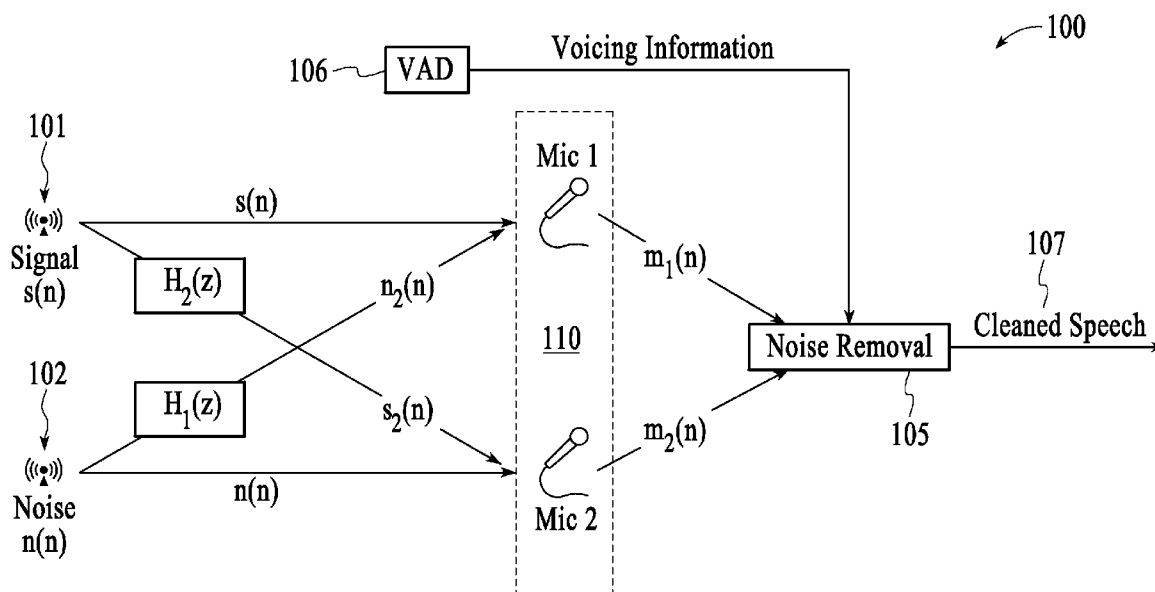 100
Voicing Information
106
VAD
101
Mic 1
s(n)
Signal
s(n)
H₂(z)
n₂(n)
m₁(n)
107
Cleaned Speech
110
Noise Removal
102
H₁(z)
s₂(n)
m₂(n)
105
n(n)
Noise
n(n)
Mic 2